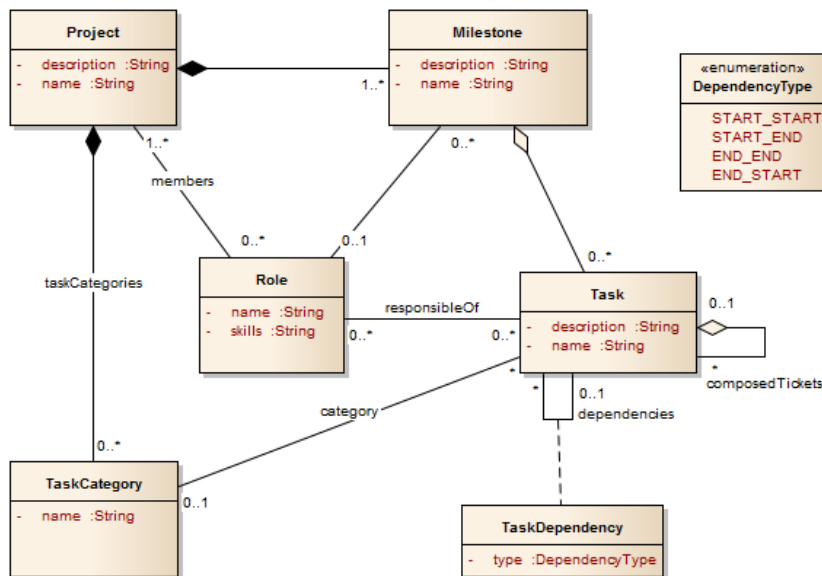 Project
- description :String
- name :String
Milestone
- description :String
- name :String
«enumeration»
DependencyType
START_START
START_END
END_END
END_START
1..*
1..*
0..*
members
taskCategories
0..*
0..1
0..*
Role
- name :String
- skills :String
responsibleOf
0..*
0..*
Task
- description :String
- name :String
0..1
*
composedTickets
*
*
0..1
dependencies
category
0..*
0..1
TaskCategory
- name :String
TaskDependency
- type :DependencyType